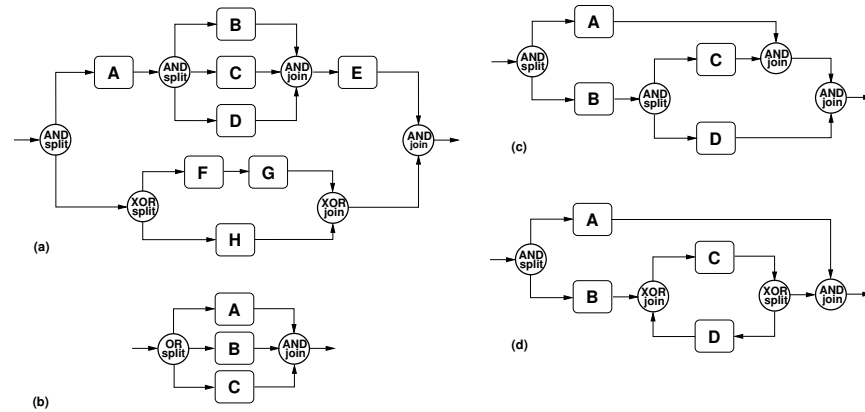 B
AND
split
A
C
AND
join
E
D
AND
split
AND
join
F
G
XOR
split
XOR
join
H
(a)
A
OR
split
B
AND
join
C
(b)
A
AND
split
C
AND
join
B
AND
split
AND
join
D
(c)
A
AND
split
C
B
XOR
join
XOR
split
AND
join
D
(d)